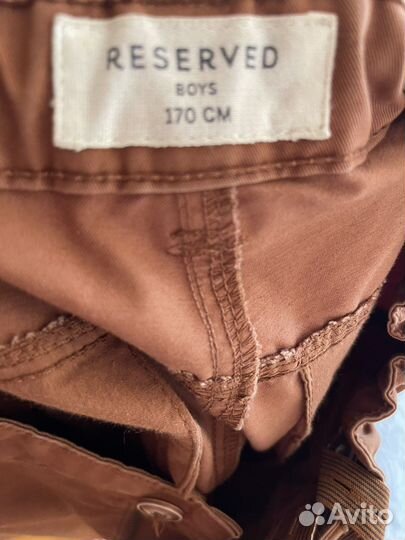 RESERVED
BOYS
170 CM
Avito